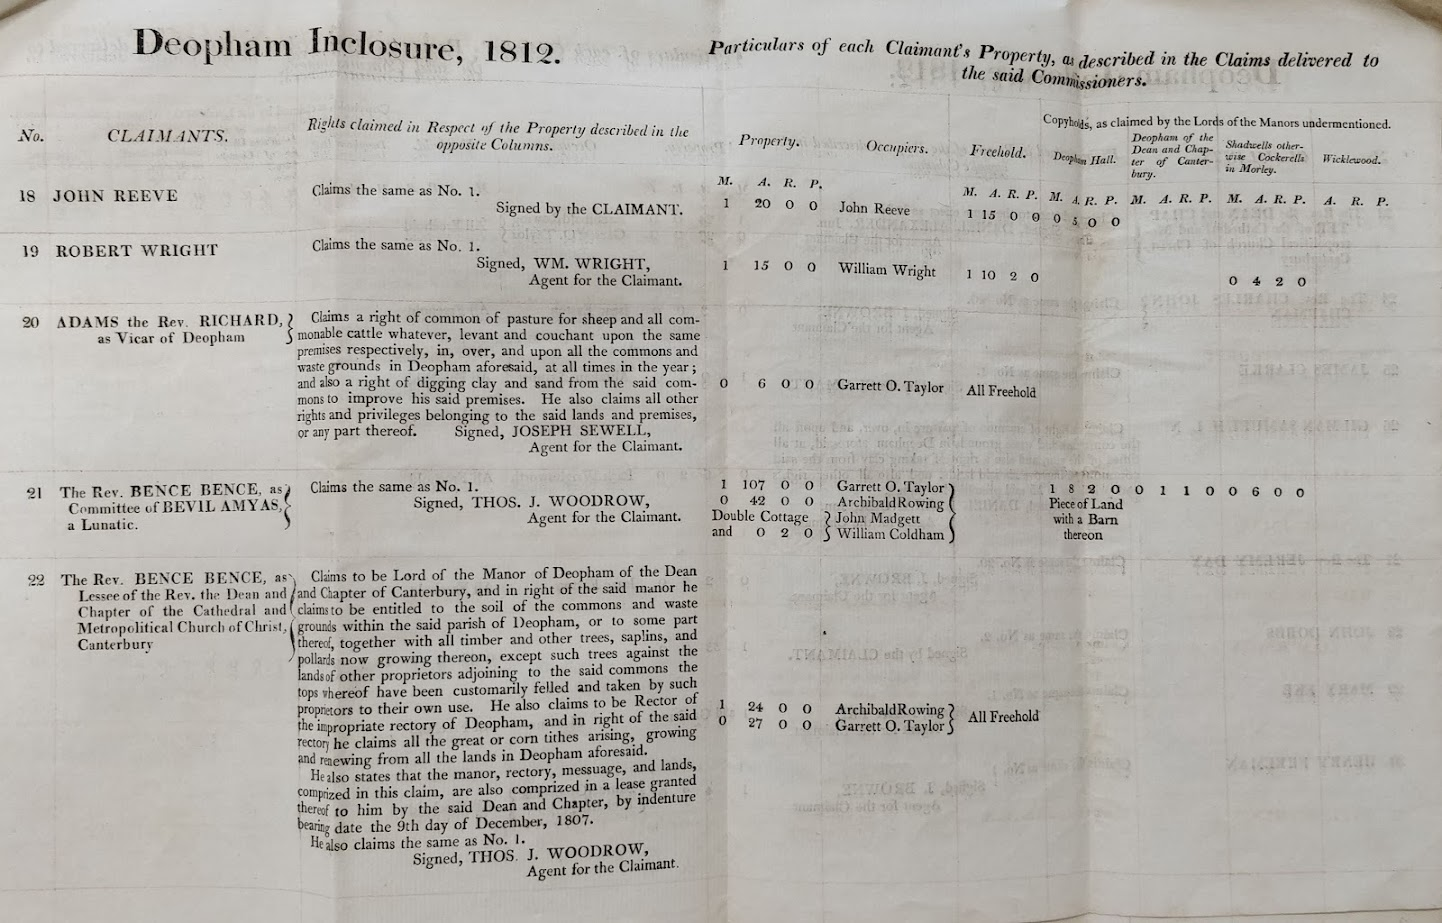 Deopham Inclosure, 1812.
Particulars of each Claimant's Property, as described in the Claims delivered to
the said Commissioners.
No.
CLAIMANTS.
Rights claimed in Respect of the Property described in the
opposite Columns.
Property.
Occupiers.
Freehold.
Copyholds, as claimed by the Lords of the Manors undermentioned.
Deopham Hall.
Deopham of the
Dean and Chap-
ter of Canter-
bury.
Shadwells other-
wise Cockerells
in Morley.
Wicklewood.
M. A. R. P.
M. A. R. P. M. A. R. P. M. A. R. P. M. A. R. P. A. R. P.
18 JOHN REEVE
Claims the same as No. 1.
Signed by the CLAIMANT.
1 20 0 0 John Reeve 1 15 0 0 0 5 0 0
19 ROBERT WRIGHT
Claims the same as No. 1.
Signed, WM. WRIGHT,
Agent for the Claimant.
1 15 0 0 William Wright 1 10 2 0 0 4 2 0
20 ADAMS the Rev. RICHARD,
as Vicar of Deopham
Claims a right of common of pasture for sheep and all com-
monable cattle whatever, levant and couchant upon the same
premises respectively, in, over, and upon all the commons and
waste grounds in Deopham aforesaid, at all times in the year;
and also a right of digging clay and sand from the said com-
mons to improve his said premises. He also claims all other
rights and privileges belonging to the said lands and premises,
or any part thereof. Signed, JOSEPH SEWELL,
Agent for the Claimant.
0 6 0 0 Garrett O. Taylor All Freehold
21 The Rev. BENCE BENCE, as
Committee of BEVIL AMYAS,
a Lunatic.
Claims the same as No. 1.
Signed, THOS. J. WOODROW,
Agent for the Claimant.
1 107 0 0 Garrett O. Taylor
0 42 0 0 Archibald Rowing
Double Cottage John Madgett
and 0 2 0 William Coldham
1 8 2 0 0 1 1 0 0 6 0 0
Piece of Land
with a Barn
thereon
22 The Rev. BENCE BENCE, as
Lessee of the Rev. the Dean and
Chapter of the Cathedral and
Metropolitical Church of Christ,
Canterbury
Claims to be Lord of the Manor of Deopham of the Dean
and Chapter of Canterbury, and in right of the said manor he
claims to be entitled to the soil of the commons and waste
grounds within the said parish of Deopham, or to some part
thereof, together with all timber and other trees, saplins, and
pollards now growing thereon, except such trees against the
lands of other proprietors adjoining to the said commons the
tops whereof have been customarily felled and taken by such
proprietors to their own use. He also claims to be Rector of
the impropriate rectory of Deopham, and in right of the said
rectory he claims all the great or corn tithes arising, growing
and renewing from all the lands in Deopham aforesaid.
He also states that the manor, rectory, messuage, and lands,
comprized in this claim, are also comprized in a lease granted
thereof to him by the said Dean and Chapter, by indenture
bearing date the 9th day of December, 1807.
He also claims the same as No. 1.
Signed, THOS. J. WOODROW,
Agent for the Claimant.
1 24 0 0 Archibald Rowing
0 27 0 0 Garrett O. Taylor
All Freehold